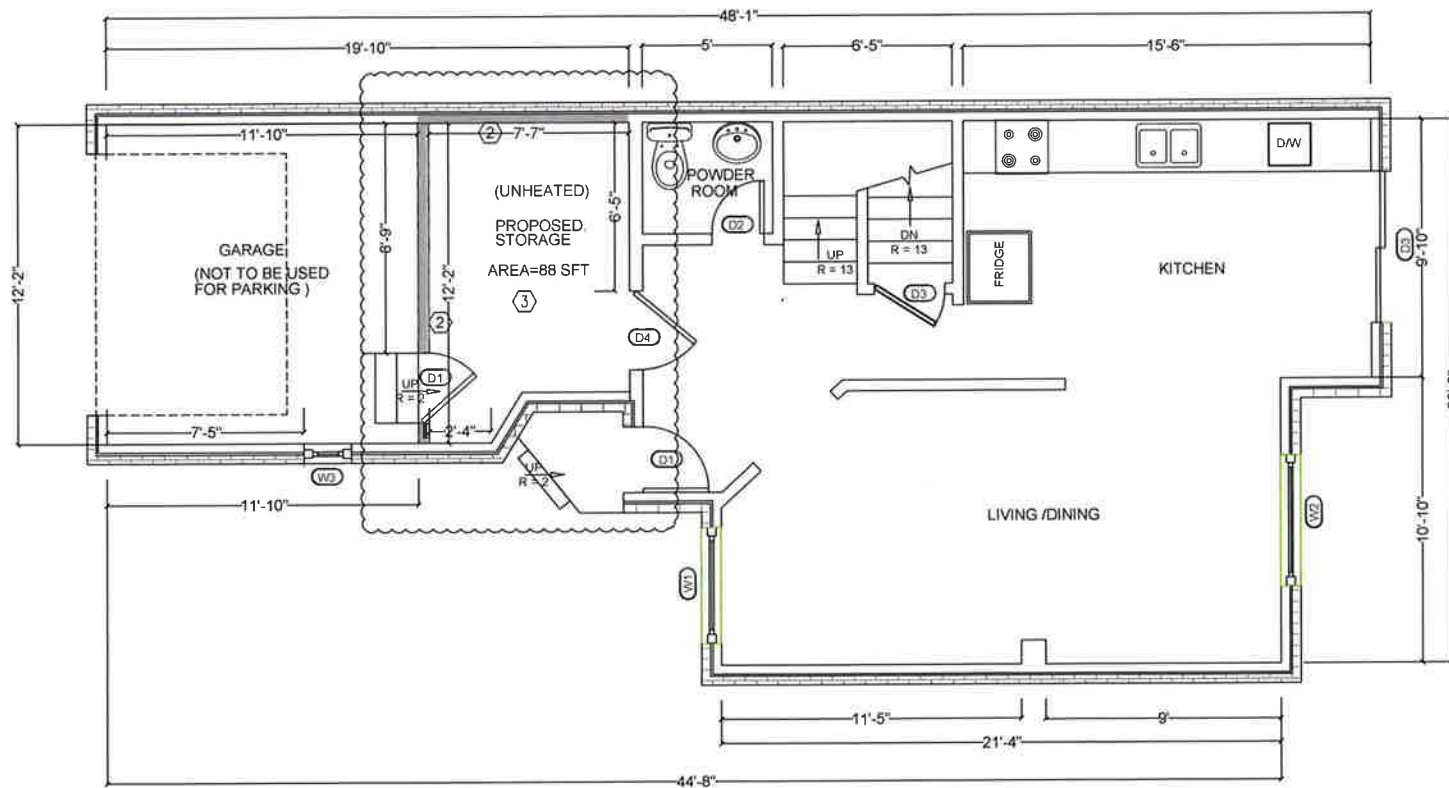 48'-1"
19'-10"
5'
6'-5"
15'-6"
11'-10"
2
7'-7"
D/W
POWDER
ROOM
(UNHEATED)
PROPOSED
STORAGE
AREA=88 SFT
3
6'-5"
D2
UP
R = 13
DN
R = 13
D3
FRIDGE
KITCHEN
D3
9'-10"
12'-2"
GARAGE
(NOT TO BE USED
FOR PARKING )
12'-2"
2
D4
UP
R = 2
D1
7'-5"
2'-4"
W3
UP
R = 2
D1
11'-10"
LIVING /DINING
W1
W2
10'-10"
11'-5"
9'
21'-4"
44'-8"